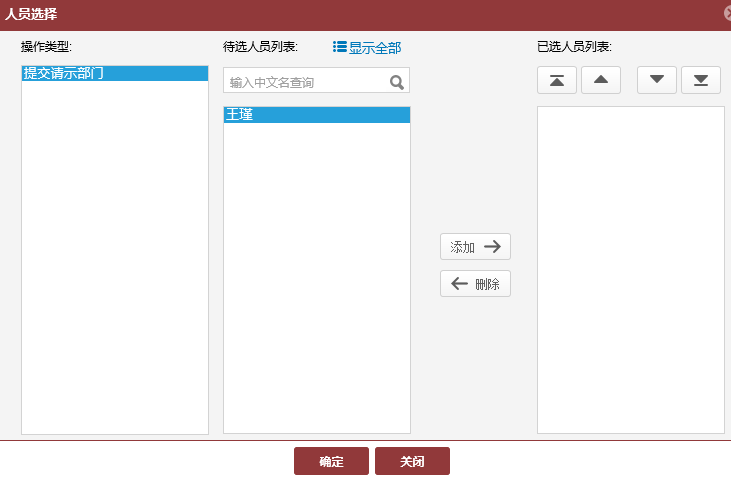 人员选择
操作类型:
待选人员列表:
显示全部
已选人员列表:
提交请示部门
输入中文名查询
王瑾
添加
删除
确定
关闭